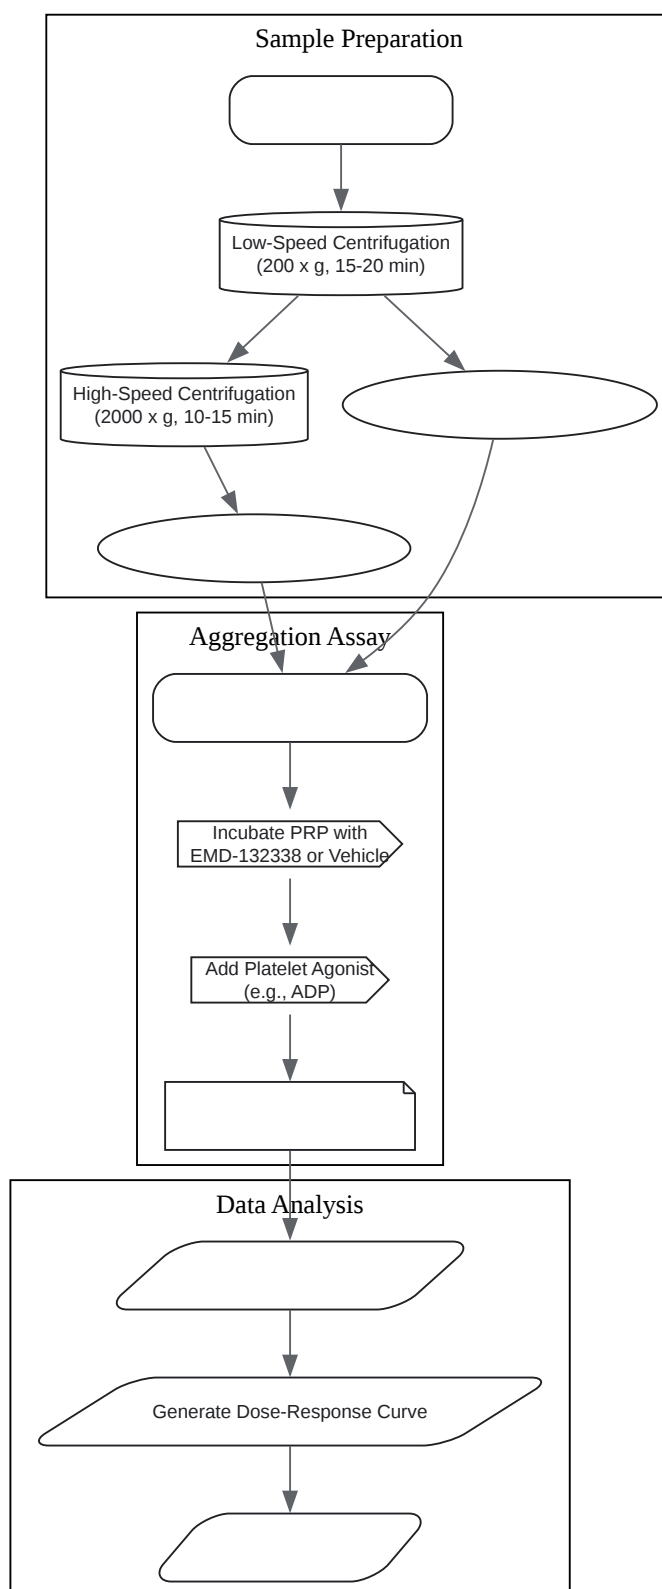 Sample Preparation
Low-Speed Centrifugation
(200 x g, 15-20 min)
High-Speed Centrifugation
(2000 x g, 10-15 min)
Aggregation Assay
Incubate PRP with
EMD-132338 or Vehicle
Add Platelet Agonist
(e.g., ADP)
Data Analysis
Generate Dose-Response Curve